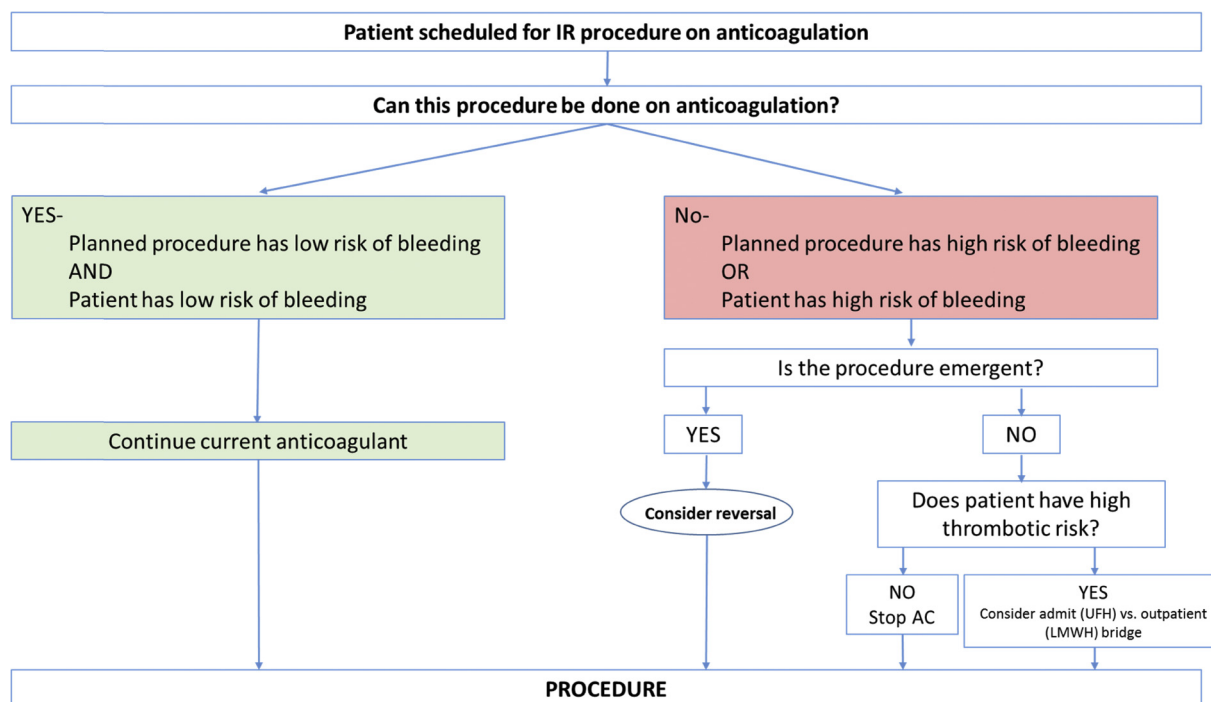 Patient scheduled for IR procedure on anticoagulation
Can this procedure be done on anticoagulation?
YES-
Planned procedure has low risk of bleeding
AND
Patient has low risk of bleeding
No-
Planned procedure has high risk of bleeding
OR
Patient has high risk of bleeding
Is the procedure emergent?
Continue current anticoagulant
YES
NO
Consider reversal
Does patient have high
thrombotic risk?
NO
Stop AC
YES
Consider admit (UFH) vs. outpatient
(LMWH) bridge
PROCEDURE